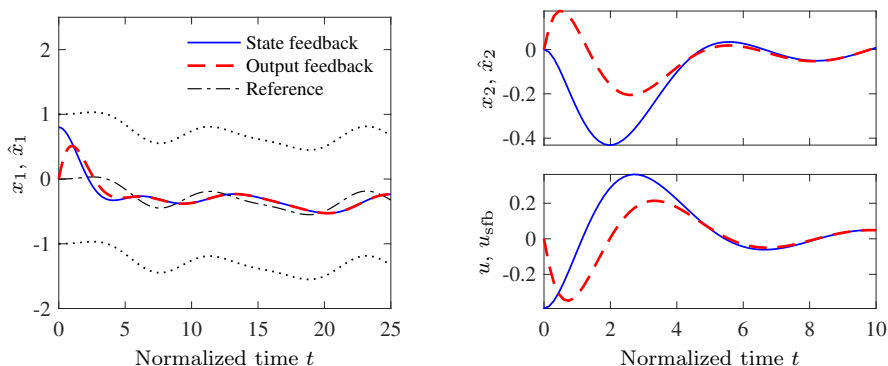 2
1
0
-1
-2
0
5
10
15
20
25
x₁, x̂₁
Normalized time t
State feedback
Output feedback
Reference
0
-0.2
-0.4
x₂, x̂₂
0.2
0
-0.2
u, u_sfb
0
2
4
6
8
10
Normalized time t